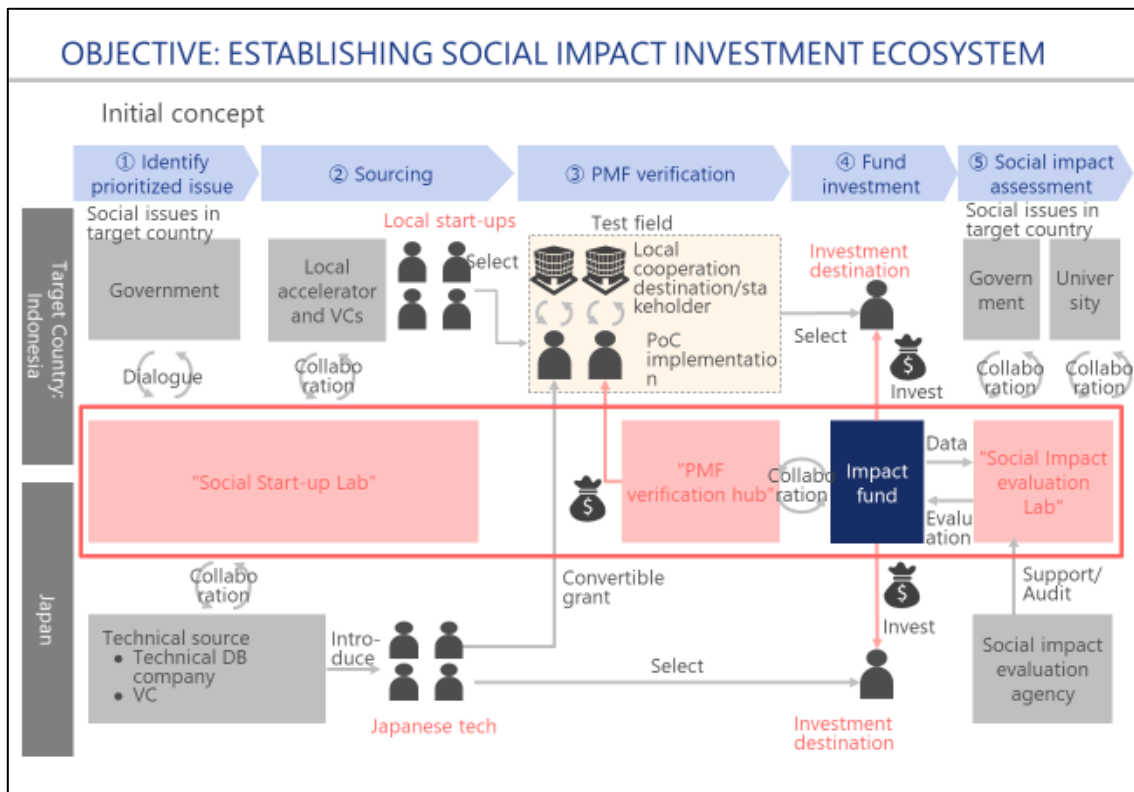 OBJECTIVE: ESTABLISHING SOCIAL IMPACT INVESTMENT ECOSYSTEM
Initial concept
① Identify
prioritized issue
② Sourcing
③ PMF verification
④ Fund
investment
⑤ Social impact
assessment
Target Country:
Indonesia
Social issues in
target country
Government
Dialogue
Local
accelerator
and VCs
Collabo
ration
Local start-ups
Select
Test field
Local
cooperation
destination/sta
keholder
PoC
implementatio
n
Select
Investment
destination
$
Invest
Social issues in
target country
Govern
ment
Univer
sity
Collabo
ration
Collabo
ration
"Social Start-up Lab"
$
"PMF
verification hub"
Collabo
ration
Impact
fund
Data
Evalu
ation
"Social Impact
evaluation
Lab"
Japan
Collabo
ration
Technical source
• Technical DB
company
• VC
Intro-
duce
Japanese tech
Convertible
grant
Select
$
Invest
Investment
destination
Support/
Audit
Social impact
evaluation
agency